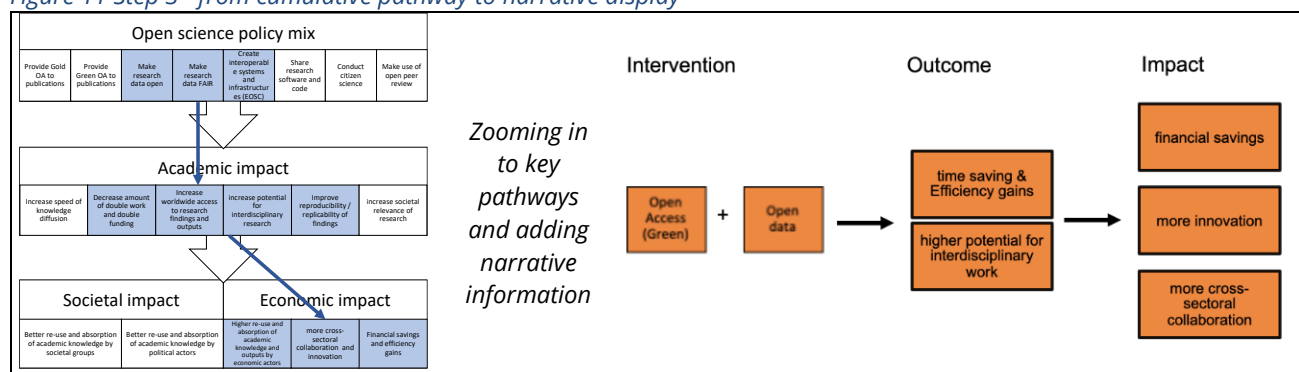 Figure 11 Step 3 - from cumulative pathway to narrative display
Open science policy mix
Provide Gold
OA to
publications
Provide
Green OA to
publications
Make
research
data open
Make
research
data FAIR
Create
interoperabl
e systems
and
infrastructur
es (EOSC)
Share
research
software and
code
Conduct
citizen
science
Make use of
open peer
review
Academic impact
Increase speed of
knowledge
diffusion
Decrease amount
of double work
and double
funding
Increase
worldwide access
to research
findings and
outputs
increase potential
for
interdisciplinary
research
Improve
reproducibility /
replicability of
findings
increase societal
relevance of
research
Societal impact
Economic impact
Better re-use and absorption
of academic knowledge by
societal groups
Better re-use and absorption
of academic knowledge by
political actors
Higher re-use and
absorption of
academic
knowledge and
outputs by
economic actors
more cross-
sectoral
collaboration and
innovation
Financial savings
and efficiency
gains
Zooming in
to key
pathways
and adding
narrative
information
Intervention
Outcome
Impact
Open
Access
(Green)
+
Open
data
time saving &
Efficiency gains
higher potential for
interdisciplinary
work
financial savings
more innovation
more cross-
sectoral
collaboration